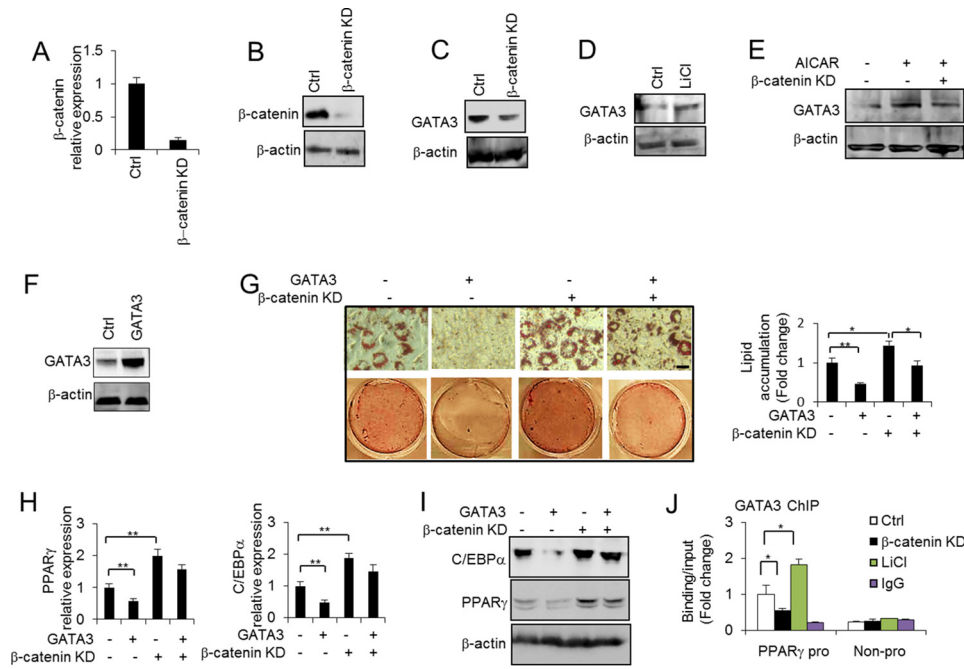 A
β-catenin
relative expression
1.5
1
0.5
0
Ctrl
β-catenin KD
B
Ctrl
β-catenin KD
β-catenin
β-actin
C
Ctrl
β-catenin KD
GATA3
β-actin
D
Ctrl
LiCl
GATA3
β-actin
E
AICAR - + +
β-catenin KD - - +
GATA3
β-actin
F
Ctrl
GATA3
GATA3
β-actin
G
GATA3 - + - +
β-catenin KD - - + +
Lipid
accumulation
(Fold change)
2
1
0
* *
**
GATA3 - + - +
β-catenin KD - - + +
H
PPARγ
relative expression
3
2
1
0
**
**
GATA3 - + - +
β-catenin KD - - + +
C/EBPα
relative expression
3
2
1
0
**
**
GATA3 - + - +
β-catenin KD - - + +
I
GATA3 - + - +
β-catenin KD - - + +
C/EBPα
PPARγ
β-actin
J
GATA3 ChIP
Binding/input
(Fold change)
3
2
1
0
*
*
Ctrl
β-catenin KD
LiCl
IgG
PPARγ pro Non-pro